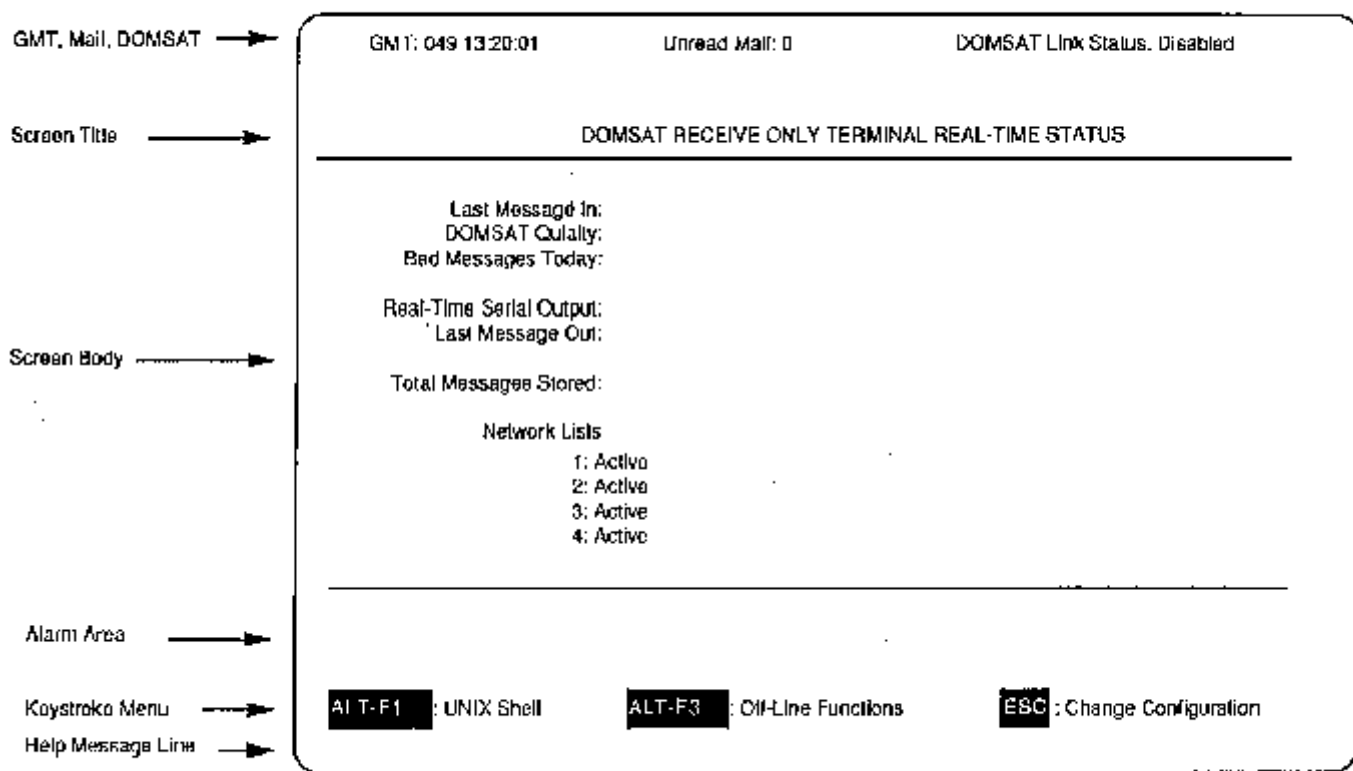 GMT, Mail, DOMSAT
GMT: 049 13:20:01 Unread Mail: 0 DOMSAT Link Status. Disabled
Screen Title
DOMSAT RECEIVE ONLY TERMINAL REAL-TIME STATUS
Last Message In:
DOMSAT Qulaity:
Bad Messages Today:
Real-Time Serial Output:
Last Message Out:
Screen Body
Total Messages Stored:
Network Lists
1: Active
2: Active
3: Active
4: Active
Alarm Area
Keystroke Menu
ALT-F1 : UNIX Shell ALT-F3 : Off-Line Functions ESC : Change Configuration
Help Message Line